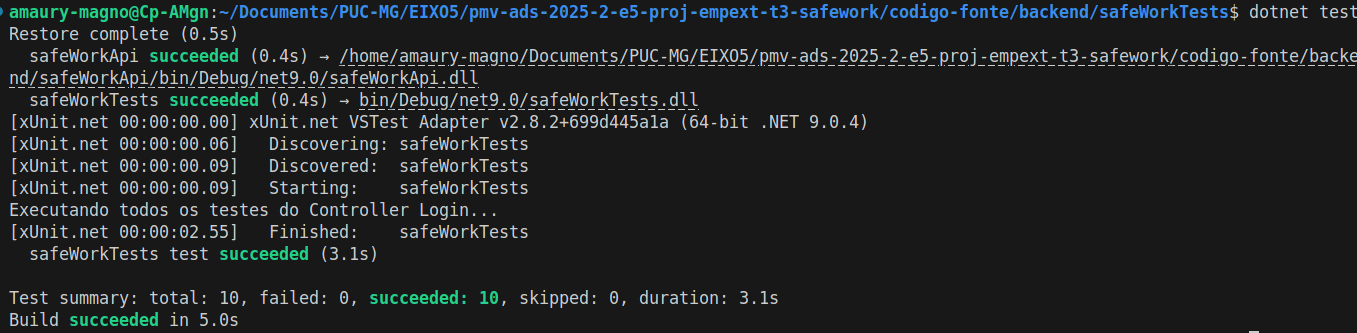 amaury-magno@Cp-AMgn:~/Documents/PUC-MG/EIXO5/pmv-ads-2025-2-e5-proj-empext-t3-safework/codigo-fonte/backend/safeWorkTests$ dotnet test
Restore complete (0.5s)
  safeWorkApi succeeded (0.4s) → /home/amaury-magno/Documents/PUC-MG/EIXO5/pmv-ads-2025-2-e5-proj-empext-t3-safework/codigo-fonte/backe
nd/safeWorkApi/bin/Debug/net9.0/safeWorkApi.dll
  safeWorkTests succeeded (0.4s) → bin/Debug/net9.0/safeWorkTests.dll
[xUnit.net 00:00:00.00] xUnit.net VSTest Adapter v2.8.2+699d445a1a (64-bit .NET 9.0.4)
[xUnit.net 00:00:00.06]   Discovering: safeWorkTests
[xUnit.net 00:00:00.09]   Discovered:  safeWorkTests
[xUnit.net 00:00:00.09]   Starting:    safeWorkTests
Executando todos os testes do Controller Login...
[xUnit.net 00:00:02.55]   Finished:    safeWorkTests
  safeWorkTests test succeeded (3.1s)

Test summary: total: 10, failed: 0, succeeded: 10, skipped: 0, duration: 3.1s
Build succeeded in 5.0s